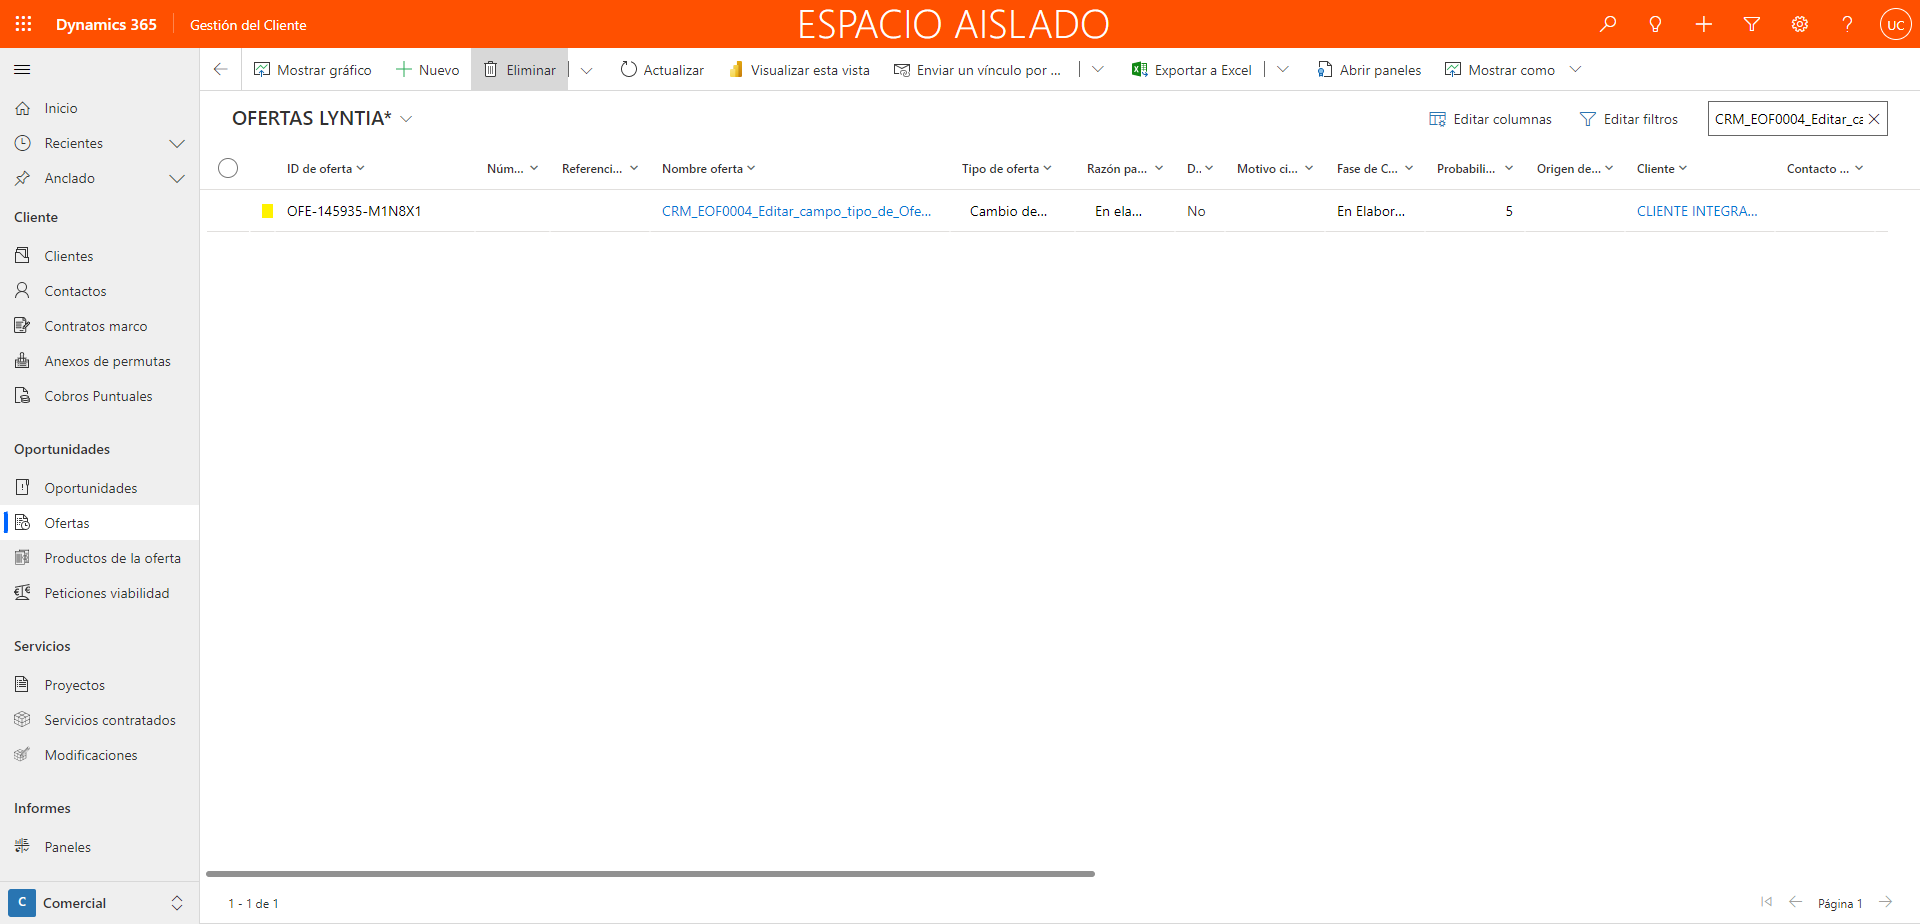 Dynamics 365
Gestión del Cliente
ESPACIO AISLADO
UC
Mostrar gráfico
Nuevo
Eliminar
Actualizar
Visualizar esta vista
Enviar un vínculo por ...
Exportar a Excel
Abrir paneles
Mostrar como
Inicio
Recientes
Anclado
Cliente
Clientes
Contactos
Contratos marco
Anexos de permutas
Cobros Puntuales
Oportunidades
Oportunidades
Ofertas
Productos de la oferta
Peticiones viabilidad
Servicios
Proyectos
Servicios contratados
Modificaciones
Informes
Paneles
C Comercial
OFERTAS LYNTIA*
Editar columnas
Editar filtros
CRM_EOF0004_Editar_ca
ID de oferta
Núm...
Referenci...
Nombre oferta
Tipo de oferta
Razón pa...
D..
Motivo ci...
Fase de C...
Probabili...
Origen de...
Cliente
Contacto ...
OFE-145935-M1N8X1
CRM_EOF0004_Editar_campo_tipo_de_Ofe...
Cambio de...
En ela...
No
En Elabor...
5
CLIENTE INTEGRA...
1 - 1 de 1
Página 1